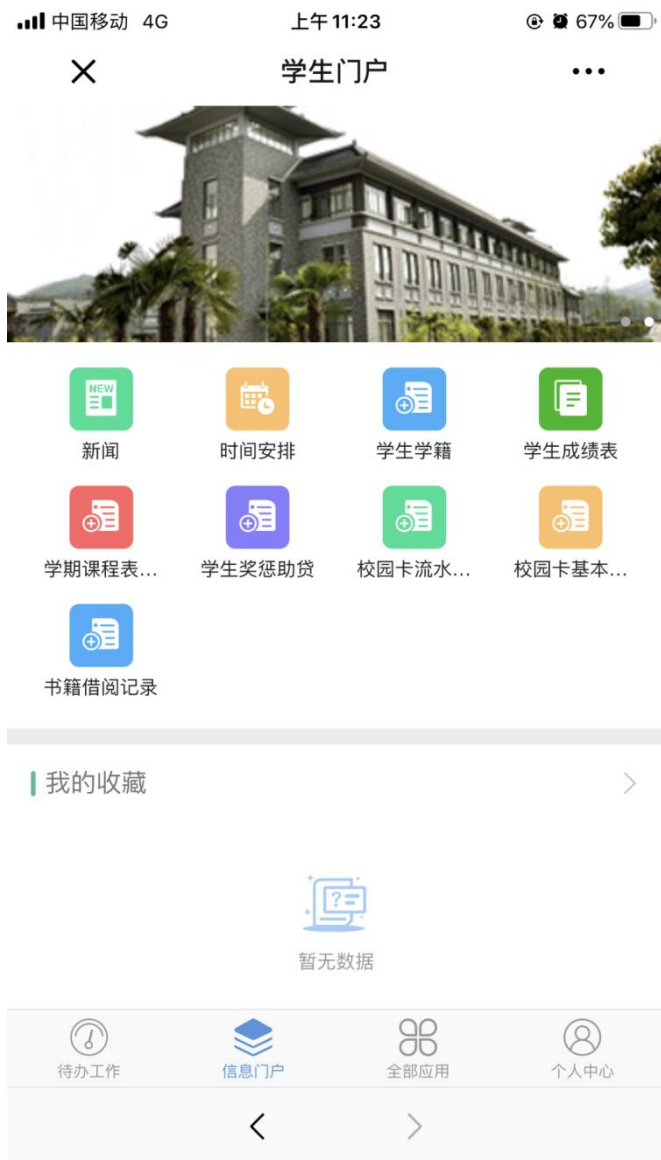 中国移动 4G 上午11:23 67%
学生门户
NEW
新闻 时间安排 学生学籍 学生成绩表
学期课程表... 学生奖惩助贷 校园卡流水... 校园卡基本...
书籍借阅记录
我的收藏
?
暂无数据
待办工作 信息门户 全部应用 个人中心